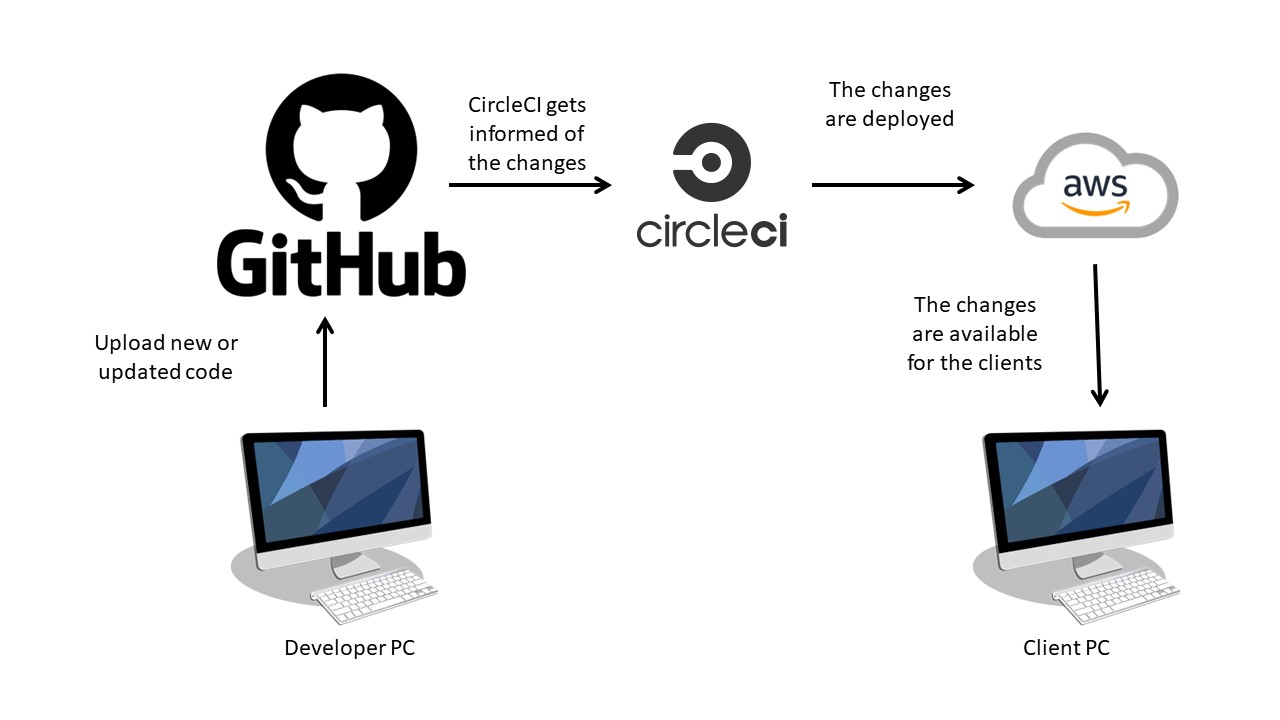 CircleCI gets
informed of
the changes
The changes
are deployed
aws
circleci
GitHub
The changes
are available
for the clients
Upload new or
updated code
Developer PC
Client PC